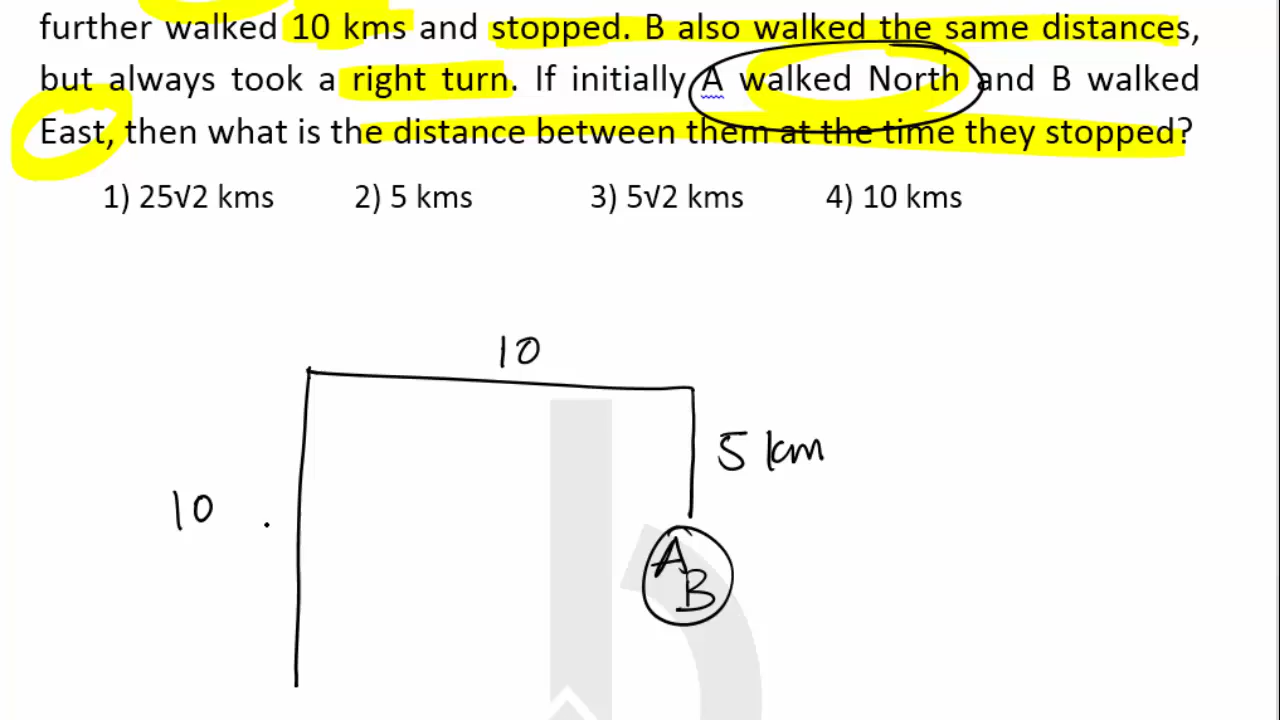 further walked 10 kms and stopped. B also walked the same distances,
but always took a right turn. If initially A walked North and B walked
East, then what is the distance between them at the time they stopped?
1) 25√2 kms 2) 5 kms 3) 5√2 kms 4) 10 kms
10
5 km
10
A
B